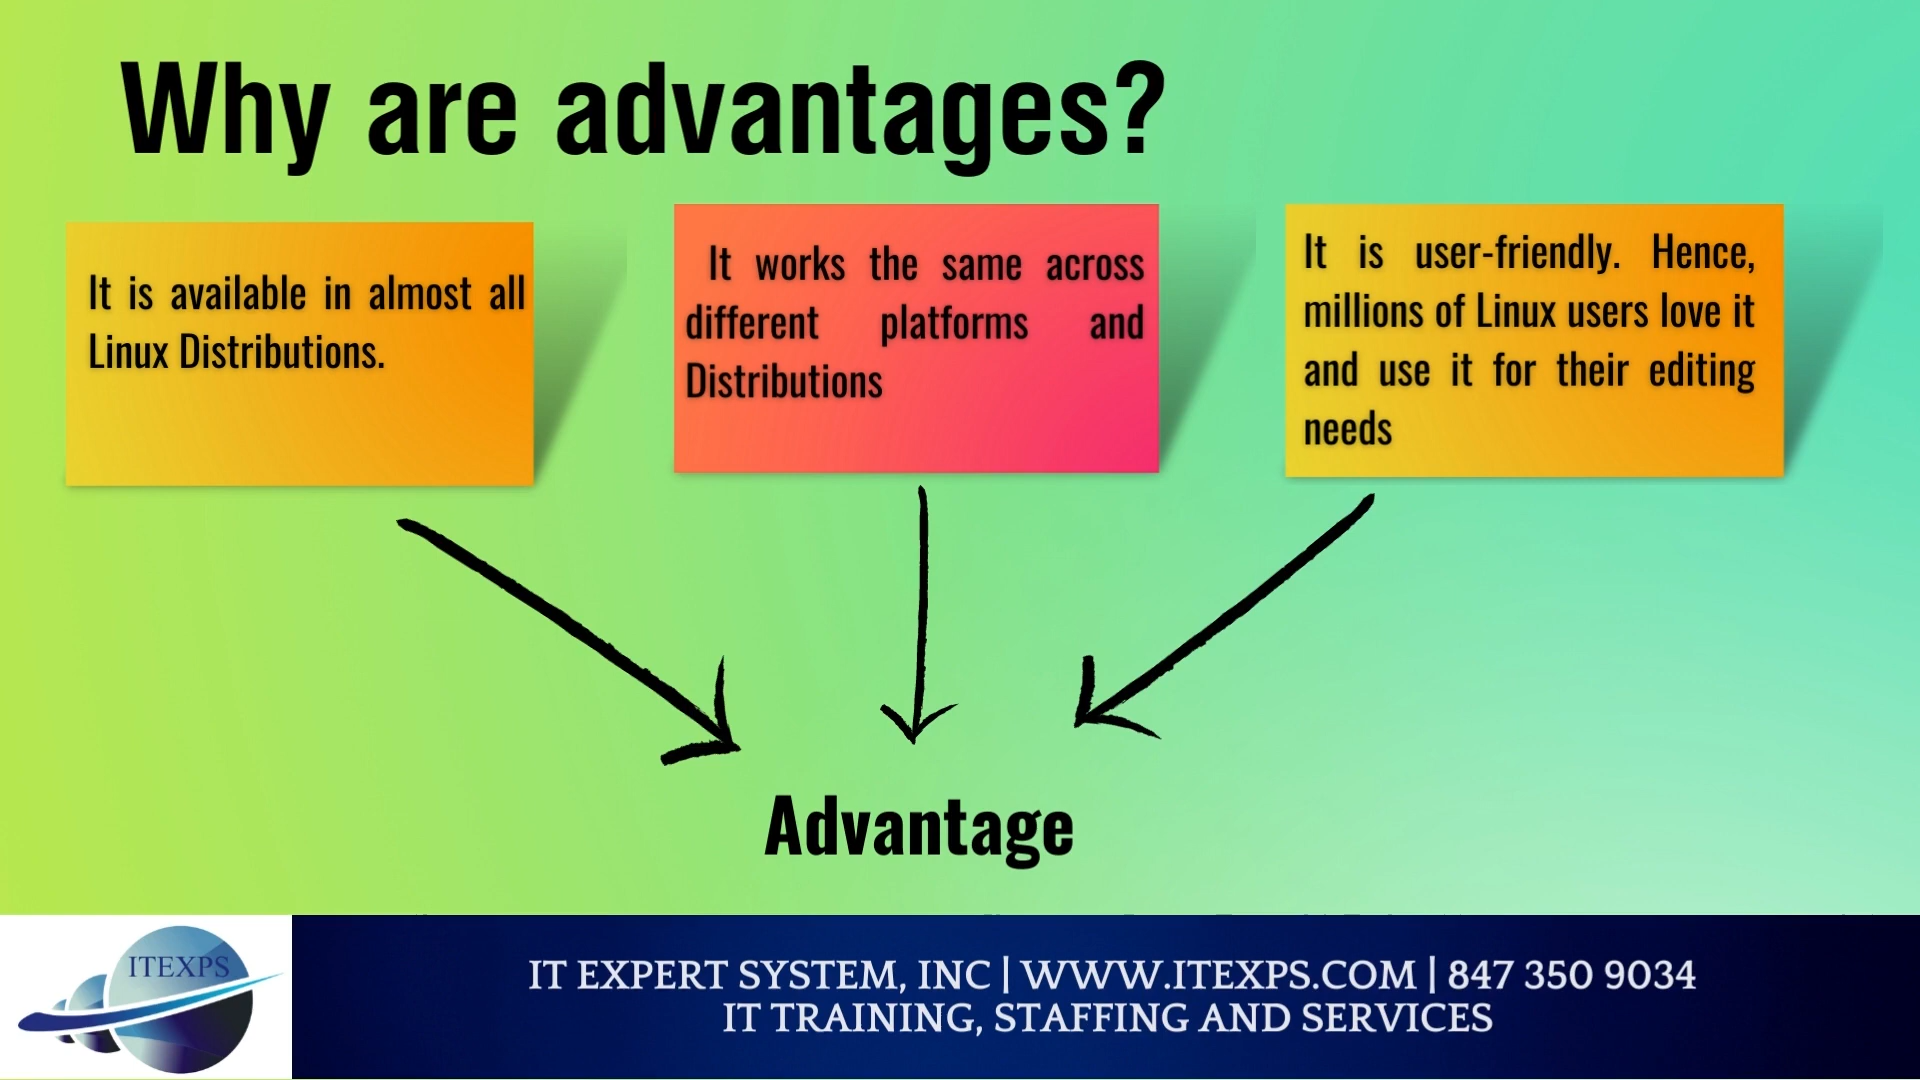 Why are advantages?
It is available in almost all
Linux Distributions.
It works the same across
different platforms and
Distributions
It is user-friendly. Hence,
millions of Linux users love it
and use it for their editing
needs
Advantage
ITEXPS
IT EXPERT SYSTEM, INC | WWW.ITEXPS.COM | 847 350 9034
IT TRAINING, STAFFING AND SERVICES